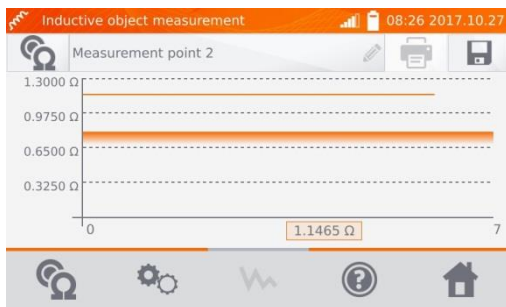 Inductive object measurement 08:26 2017.10.27
Measurement point 2
1.3000 Ω
0.9750 Ω
0.6500 Ω
0.3250 Ω
0 1.1465 Ω 7